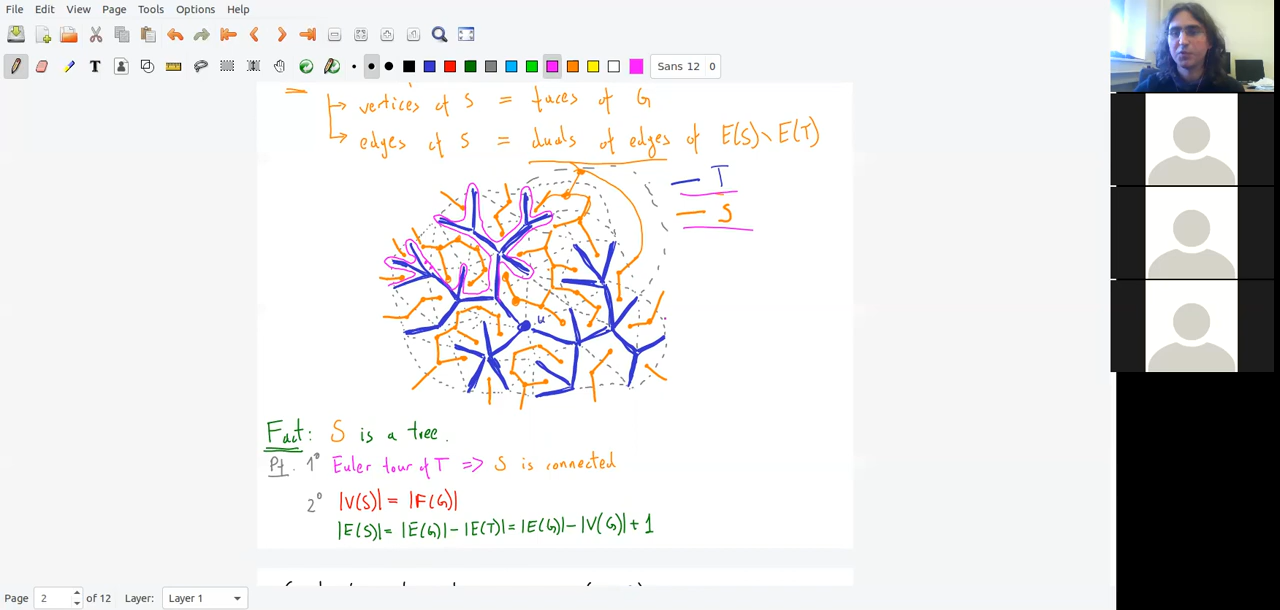 File Edit View Journal Page Tools Options Help
Sans 12 0
vertices of S = faces of G
edges of S = duals of edges of E(S)\E(T)
T
S
u
Fact: S is a tree.
Pf. 1° Euler tour of T => S is connected
2° |V(S)| = |F(G)|
|E(S)| = |E(G)| - |E(T)| = |E(G)| - |V(G)| + 1
Page 2 of 12 Layer: Layer 1